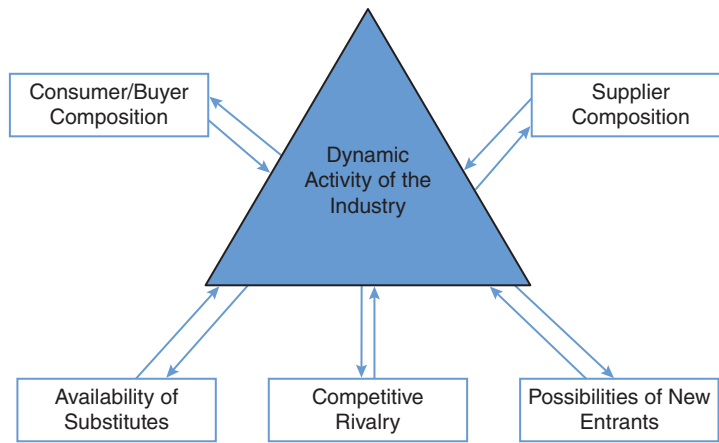 Consumer/Buyer
Composition
Supplier
Composition
Dynamic
Activity of the
Industry
Availability of
Substitutes
Competitive
Rivalry
Possibilities of New
Entrants